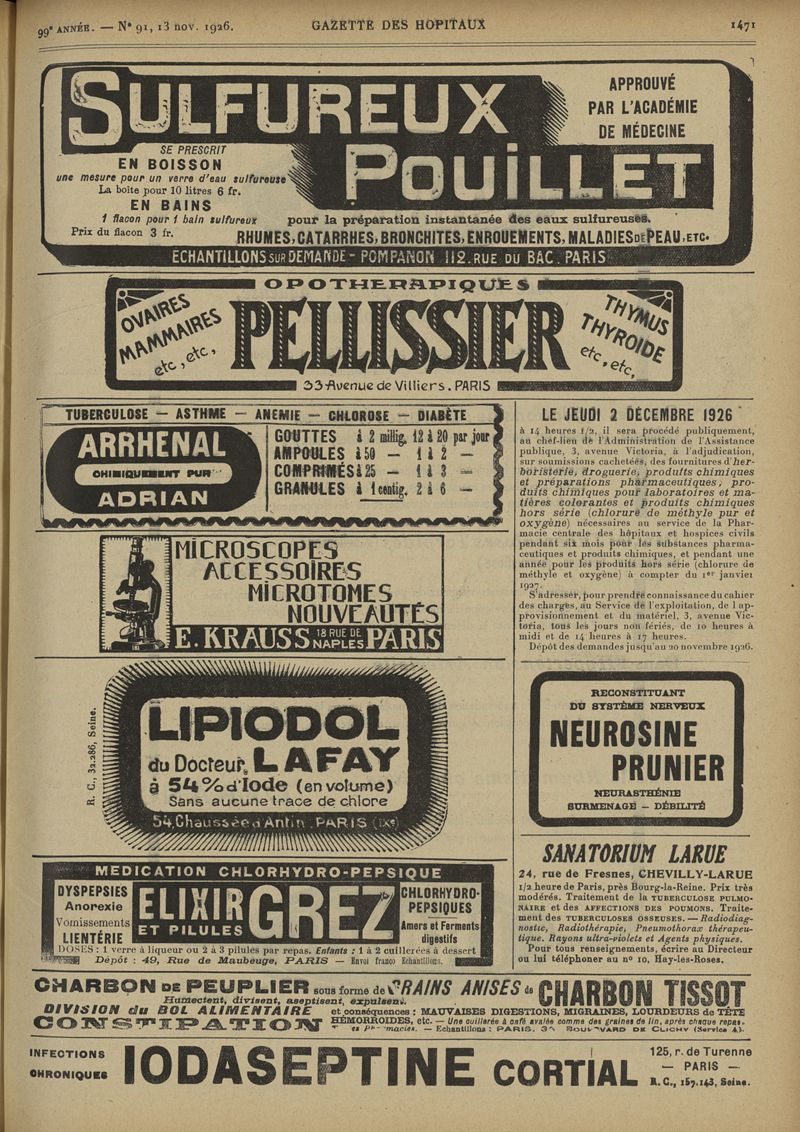 99e ANNÉE. — N° 91, 13 nov. 1926.
GAZETTE DES HOPITAUX
1471
SULFUREUX
POUILLET
APPROUVÉ
PAR L'ACADÉMIE
DE MÉDECINE
SE PRESCRIT
EN BOISSON
une mesure pour un verre d'eau sulfureuse
La boîte pour 10 litres 6 fr.
EN BAINS
1 flacon pour 1 bain sulfureux
Prix du flacon 3 fr.
pour la préparation instantanée des eaux sulfureuses.
RHUMES, CATARRHES, BRONCHITES, ENROUEMENTS, MALADIES DE PEAU, ETC.
ECHANTILLONS SUR DEMANDE - POMPANON 112. RUE DU BAC. PARIS
OPOTHERAPIQUES
OVAIRES
MAMMAIRES
etc, etc,
PELLISSIER
THYMUS
THYROIDE
etc, etc,
33-Avenue de Villiers. PARIS
TUBERCULOSE — ASTHME — ANEMIE — CHLOROSE — DIABÈTE
ARRHENAL
CHIMIQUEMENT PUR
ADRIAN
GOUTTES à 2 millig, 12 à 20 par jour
AMPOULES à 50 — 1 à 2 —
COMPRIMÉS à 25 — 1 à 3 —
GRANULES à 1 centig, 2 à 6 —
MICROSCOPES
ACCESSOIRES
MICROTOMES
NOUVEAUTÉS
E. KRAUSS 18 RUE DE NAPLES PARIS
R. C., 32.286, Seine.
LIPIODOL
du Docteur, LAFAY
à 54% d'Iode (en volume)
Sans aucune trace de chlore
54, Chaussée d'Antin. PARIS (IXe)
MEDICATION CHLORHYDRO-PEPSIQUE
DYSPEPSIES
Anorexie
Vomissements
LIENTÉRIE
ELIXIR
ET PILULES
GREZ
CHLORHYDRO-
PEPSIQUES
Amers et Ferments
digestifs
DOSES : 1 verre à liqueur ou 2 à 3 pilules par repas. Enfants : 1 à 2 cuillerées à dessert
Dépôt : 49, Rue de Maubeuge, PARIS — Envoi franco Echantillons.
LE JEUDI 2 DÉCEMBRE 1926
à 14 heures 1/2, il sera procédé publiquement,
au chef-lieu de l'Administration de l'Assistance
publique, 3, avenue Victoria, à l'adjudication,
sur soumissions cachetées, des fournitures d'her-
boristerie, droguerie, produits chimiques
et préparations pharmaceutiques, pro-
duits chimiques pour laboratoires et ma-
tières colorantes et produits chimiques
hors série (chlorure de méthyle pur et
oxygène) nécessaires au service de la Phar-
macie centrale des hôpitaux et hospices civils
pendant six mois pour les substances pharma-
ceutiques et produits chimiques, et pendant une
année pour les produits hors série (chlorure de
méthyle et oxygène) à compter du 1er janvier
1927.
S'adresser, pour prendre connaissance du cahier
des charges, au Service de l'exploitation, de l'ap-
provisionnement et du matériel, 3, avenue Vic-
toria, tous les jours non fériés, de 10 heures à
midi et de 14 heures à 17 heures.
Dépôt des demandes jusqu'au 20 novembre 1926.
RECONSTITUANT
DU SYSTÈME NERVEUX
NEUROSINE
PRUNIER
NEURASTHÉNIE
SURMENAGE — DÉBILITÉ
SANATORIUM LARUE
24, rue de Fresnes, CHEVILLY-LARUE
1/2 heure de Paris, près Bourg-la-Reine. Prix très
modérés. Traitement de la TUBERCULOSE PULMO-
NAIRE et des AFFECTIONS DES POUMONS. Traite-
ment des TUBERCULOSES OSSEUSES. — Radiodiag-
nostic, Radiothérapie, Pneumothorax thérapeu-
tique. Rayons ultra-violets et Agents physiques.
Pour tous renseignements, écrire au Directeur
ou lui téléphoner au n° 10, Hay-les-Roses.
CHARBON DE PEUPLIER sous forme de GRAINS ANISÉS de CHARBON TISSOT
Humectent, divisent, aseptisent, expulsent.
DIVISION du BOL ALIMENTAIRE et conséquences : MAUVAISES DIGESTIONS, MIGRAINES, LOURDEURS de TÊTE
CONSTIPATION HÉMORROÏDES, etc. — Une cuillerée à café avalée comme des graines de lin, après chaque repas.
Pharmacies. — Echantillons : PARIS, BOULEVARD DE CLICHY (Service A).
INFECTIONS
CHRONIQUES
IODASEPTINE CORTIAL
125, r. de Turenne
— PARIS —
R. C., 157.143, Seine.